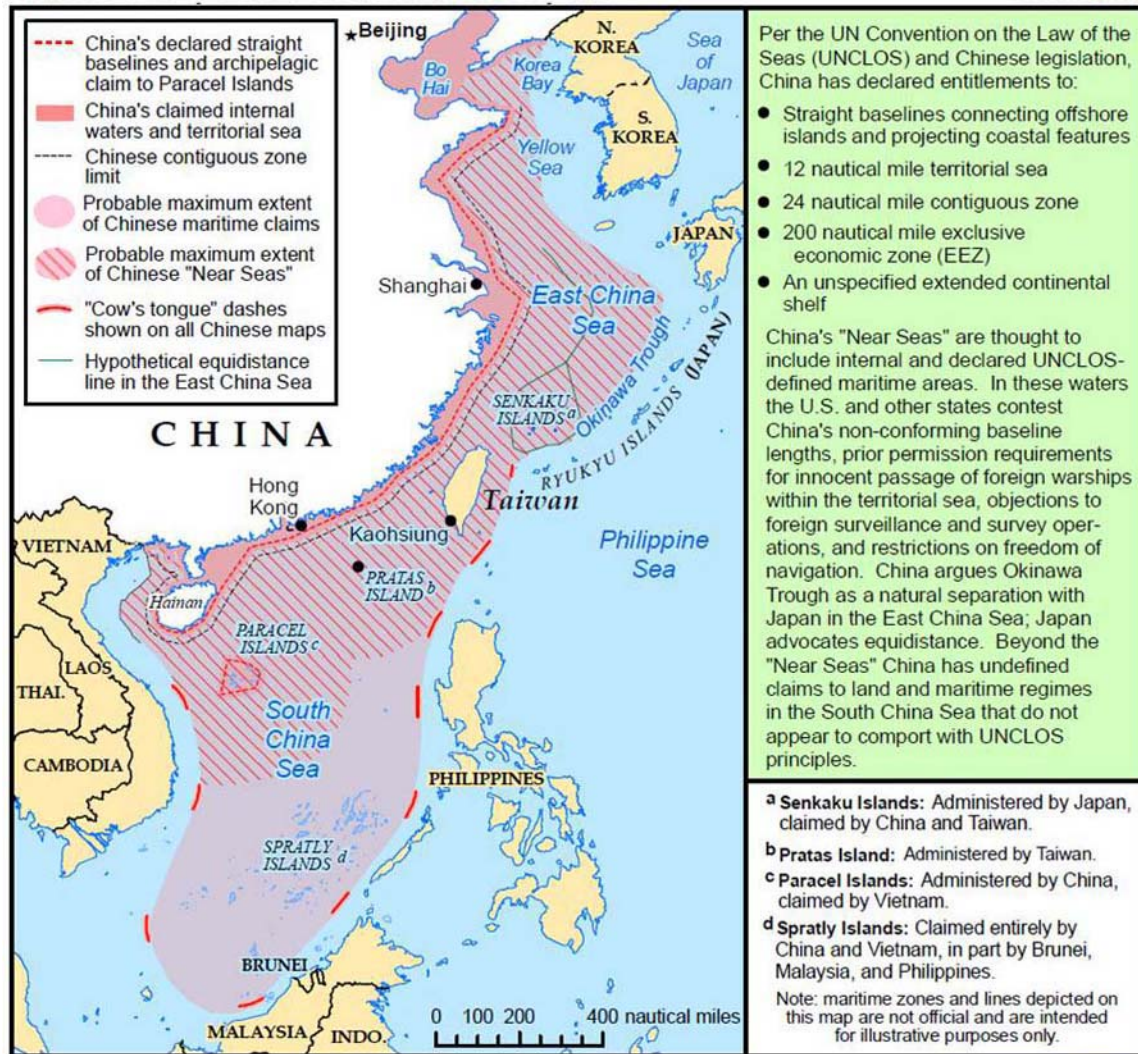 China's declared straight
baselines and archipelagic
claim to Paracel Islands
China's claimed internal
waters and territorial sea
Chinese contiguous zone
limit
Probable maximum extent
of Chinese maritime claims
Probable maximum extent
of Chinese "Near Seas"
"Cow's tongue" dashes
shown on all Chinese maps
Hypothetical equidistance
line in the East China Sea
Beijing
Bo
Hai
N.
KOREA
Korea
Bay
Sea
of
Japan
S.
KOREA
Yellow
Sea
JAPAN
Shanghai
East China
Sea
SENKAKU
ISLANDS a
Okinawa Trough
RYUKYU ISLANDS (JAPAN)
CHINA
Taiwan
Hong
Kong
Kaohsiung
Philippine
Sea
VIETNAM
PRATAS
ISLAND b
Hainan
PARACEL
ISLANDS c
LAOS
THAI.
South
China
Sea
CAMBODIA
PHILIPPINES
SPRATLY
ISLANDS d
BRUNEI
MALAYSIA
INDO.
0 100 200 400 nautical miles
Per the UN Convention on the Law of the
Seas (UNCLOS) and Chinese legislation,
China has declared entitlements to:
● Straight baselines connecting offshore
islands and projecting coastal features
● 12 nautical mile territorial sea
● 24 nautical mile contiguous zone
● 200 nautical mile exclusive
economic zone (EEZ)
● An unspecified extended continental
shelf
China's "Near Seas" are thought to
include internal and declared UNCLOS-
defined maritime areas. In these waters
the U.S. and other states contest
China's non-conforming baseline
lengths, prior permission requirements
for innocent passage of foreign warships
within the territorial sea, objections to
foreign surveillance and survey oper-
ations, and restrictions on freedom of
navigation. China argues Okinawa
Trough as a natural separation with
Japan in the East China Sea; Japan
advocates equidistance. Beyond the
"Near Seas" China has undefined
claims to land and maritime regimes
in the South China Sea that do not
appear to comport with UNCLOS
principles.
a Senkaku Islands: Administered by Japan,
claimed by China and Taiwan.
b Pratas Island: Administered by Taiwan.
c Paracel Islands: Administered by China,
claimed by Vietnam.
d Spratly Islands: Claimed entirely by
China and Vietnam, in part by Brunei,
Malaysia, and Philippines.
Note: maritime zones and lines depicted on
this map are not official and are intended
for illustrative purposes only.